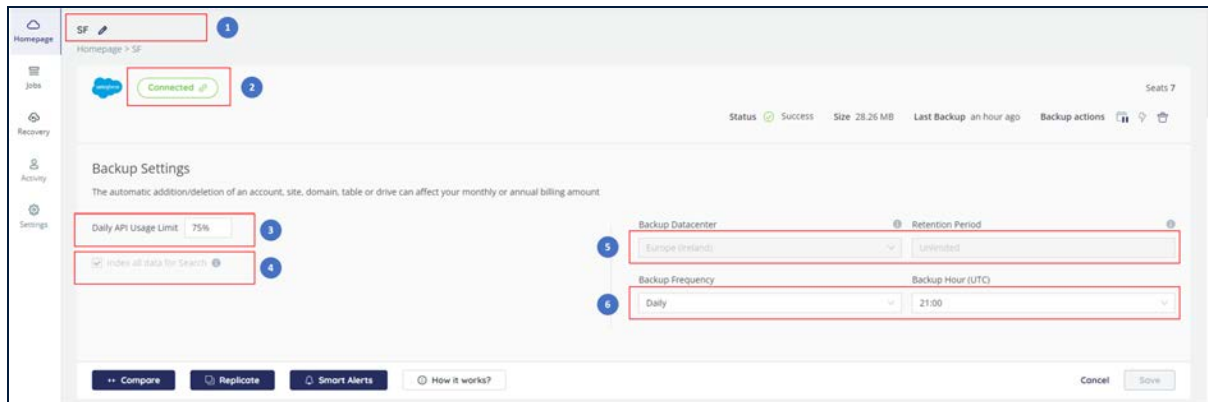 Homepage
Jobs
Recovery
Activity
Settings
SF
1
Homepage > SF
salesforce
Connected
2
Seats 7
Status Success Size 28.26 MB Last Backup an hour ago Backup actions
Backup Settings
The automatic addition/deletion of an account, site, domain, table or drive can affect your monthly or annual billing amount
Daily API Usage Limit 75%
3
Index all data for Search
4
Backup Datacenter
Retention Period
5
Europe (Ireland)
Unlimited
Backup Frequency
Backup Hour (UTC)
6
Daily
21:00
Compare
Replicate
Smart Alerts
How it works?
Cancel
Save